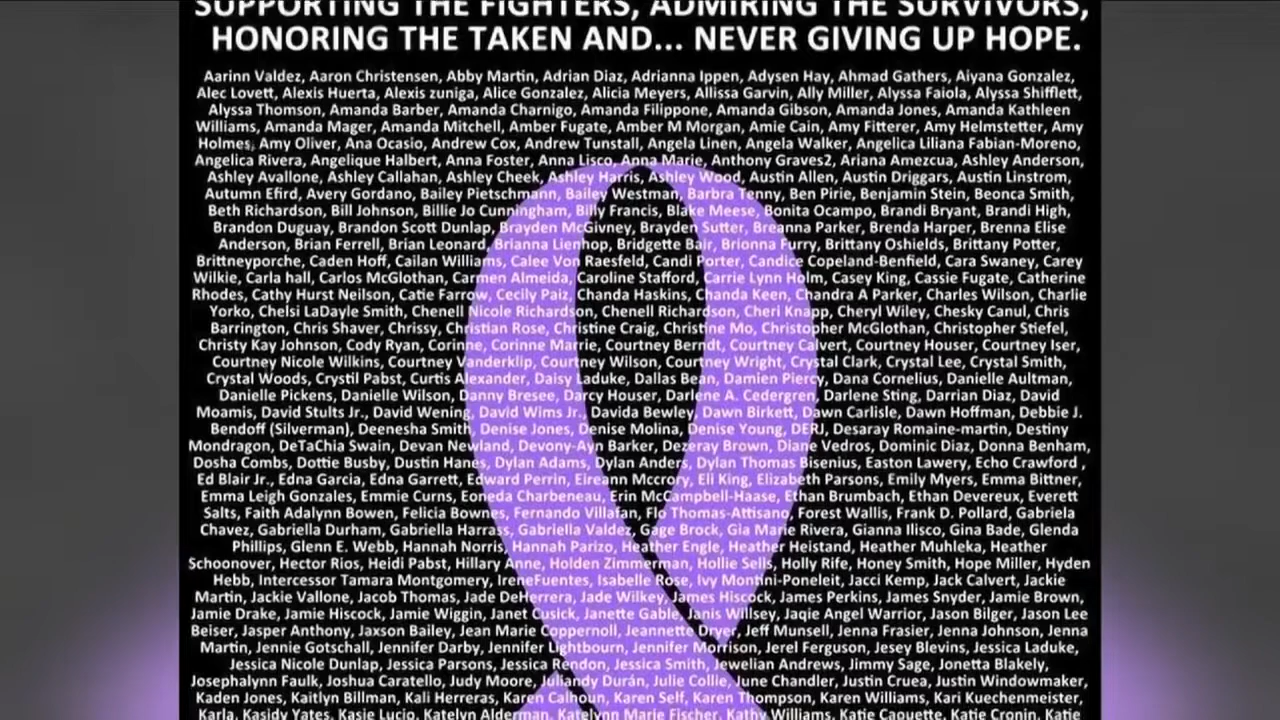 SUPPORTING THE FIGHTERS, ADMIRING THE SURVIVORS,
HONORING THE TAKEN AND... NEVER GIVING UP HOPE.
Aarinn Valdez, Aaron Christensen, Abby Martin, Adrian Diaz, Adrianna Ippen, Adysen Hay, Ahmad Gathers, Aiyana Gonzalez,
Alec Lovett, Alexis Huerta, Alexis zuniga, Alice Gonzalez, Alicia Meyers, Allissa Garvin, Ally Miller, Alyssa Faiola, Alyssa Shifflett,
Alyssa Thomson, Amanda Barber, Amanda Charnigo, Amanda Filippone, Amanda Gibson, Amanda Jones, Amanda Kathleen
Williams, Amanda Mager, Amanda Mitchell, Amber Fugate, Amber M Morgan, Amie Cain, Amy Fitterer, Amy Helmstetter, Amy
Holmes, Amy Oliver, Ana Ocasio, Andrew Cox, Andrew Tunstall, Angela Linen, Angela Walker, Angelica Liliana Fabian-Moreno,
Angelica Rivera, Angelique Halbert, Anna Foster, Anna Lisco, Anna Marie, Anthony Graves2, Ariana Amezcua, Ashley Anderson,
Ashley Avallone, Ashley Callahan, Ashley Cheek, Ashley Harris, Ashley Wood, Austin Allen, Austin Driggars, Austin Linstrom,
Autumn Efird, Avery Gordano, Bailey Pietschmann, Bailey Westman, Barbra Tenny, Ben Pirie, Benjamin Stein, Beonca Smith,
Beth Richardson, Bill Johnson, Billie Jo Cunningham, Billy Francis, Blake Meese, Bonita Ocampo, Brandi Bryant, Brandi High,
Brandon Duguay, Brandon Scott Dunlap, Brayden McGivney, Brayden Sutter, Breanna Parker, Brenda Harper, Brenna Elise
Anderson, Brian Ferrell, Brian Leonard, Brianna Lienhop, Bridgette Bair, Brionna Furry, Brittany Oshields, Brittany Potter,
Brittneyporche, Caden Hoff, Cailan Williams, Calee Von Raesfeld, Candi Porter, Candice Copeland-Benfield, Cara Swaney, Carey
Wilkie, Carla hall, Carlos McGlothan, Carmen Almeida, Caroline Stafford, Carrie Lynn Holm, Casey King, Cassie Fugate, Catherine
Rhodes, Cathy Hurst Neilson, Catie Farrow, Cecily Paiz, Chanda Haskins, Chanda Keen, Chandra A Parker, Charles Wilson, Charlie
Yorko, Chelsi LaDayle Smith, Chenell Nicole Richardson, Chenell Richardson, Cheri Knapp, Cheryl Wiley, Chesky Canul, Chris
Barrington, Chris Shaver, Chrissy, Christian Rose, Christine Craig, Christine Mo, Christopher McGlothan, Christopher Stiefel,
Christy Kay Johnson, Cody Ryan, Corinne, Corinne Marrie, Courtney Berndt, Courtney Calvert, Courtney Houser, Courtney Iser,
Courtney Nicole Wilkins, Courtney Vanderklip, Courtney Wilson, Courtney Wright, Crystal Clark, Crystal Lee, Crystal Smith,
Crystal Woods, Crystil Pabst, Curtis Alexander, Daisy Laduke, Dallas Bean, Damien Piercy, Dana Cornelius, Danielle Aultman,
Danielle Pickens, Danielle Wilson, Danny Bresee, Darcy Houser, Darlene A. Cedergren, Darlene Sting, Darrian Diaz, David
Moamis, David Stults Jr., David Wening, David Wims Jr., Davida Bewley, Dawn Birkett, Dawn Carlisle, Dawn Hoffman, Debbie J.
Bendoff (Silverman), Deenesha Smith, Denise Jones, Denise Molina, Denise Young, DERJ, Desaray Romaine-martin, Destiny
Mondragon, DeTaChia Swain, Devan Newland, Devony-Ayn Barker, Dezeray Brown, Diane Vedros, Dominic Diaz, Donna Benham,
Dosha Combs, Dottie Busby, Dustin Hanes, Dylan Adams, Dylan Anders, Dylan Thomas Bisenius, Easton Lawery, Echo Crawford ,
Ed Blair Jr., Edna Garcia, Edna Garrett, Edward Perrin, Eireann Mccrory, Eli King, Elizabeth Parsons, Emily Myers, Emma Bittner,
Emma Leigh Gonzales, Emmie Curns, Eoneda Charbeneau, Erin McCampbell-Haase, Ethan Brumbach, Ethan Devereux, Everett
Salts, Faith Adalynn Bowen, Felicia Bownes, Fernando Villafan, Flo Thomas-Attisano, Forest Wallis, Frank D. Pollard, Gabriela
Chavez, Gabriella Durham, Gabriella Harrass, Gabriella Valdez, Gage Brock, Gia Marie Rivera, Gianna Ilisco, Gina Bade, Glenda
Phillips, Glenn E. Webb, Hannah Norris, Hannah Parizo, Heather Engle, Heather Heistand, Heather Muhleka, Heather
Schoonover, Hector Rios, Heidi Pabst, Hillary Anne, Holden Zimmerman, Hollie Sells, Holly Rife, Honey Smith, Hope Miller, Hyden
Hebb, Intercessor Tamara Montgomery, IreneFuentes, Isabelle Rose, Ivy Montoni-Poneleit, Jacci Kemp, Jack Calvert, Jackie
Martin, Jackie Vallone, Jacob Thomas, Jade DeHerrera, Jade Wilkey, James Hiscock, James Perkins, James Snyder, Jamie Brown,
Jamie Drake, Jamie Hiscock, Jamie Wiggin, Janet Cusick, Janette Gable, Janis Willsey, Jaqie Angel Warrior, Jason Bilger, Jason Lee
Beiser, Jasper Anthony, Jaxson Bailey, Jean Marie Coppernoll, Jeannette Dryer, Jeff Munsell, Jenna Frasier, Jenna Johnson, Jenna
Martin, Jennie Gotschall, Jennifer Darby, Jennifer Lightbourn, Jennifer Morrison, Jerel Ferguson, Jesey Blevins, Jessica Laduke,
Jessica Nicole Dunlap, Jessica Parsons, Jessica Rendon, Jessica Smith, Jewelian Andrews, Jimmy Sage, Jonetta Blakely,
Josephalynn Faulk, Joshua Caratello, Judy Moore, Juliandy Durán, Julie Collie, June Chandler, Justin Cruea, Justin Windowmaker,
Kaden Jones, Kaitlyn Billman, Kali Herreras, Karen Calhoun, Karen Self, Karen Thompson, Karen Williams, Kari Kuechenmeister,
Karla, Kasidy Yates, Kasie Lucio, Katelyn Alderman, Katelynn Marie Fischer, Kathy Williams, Katie Capuette, Katie Cronin, Katie